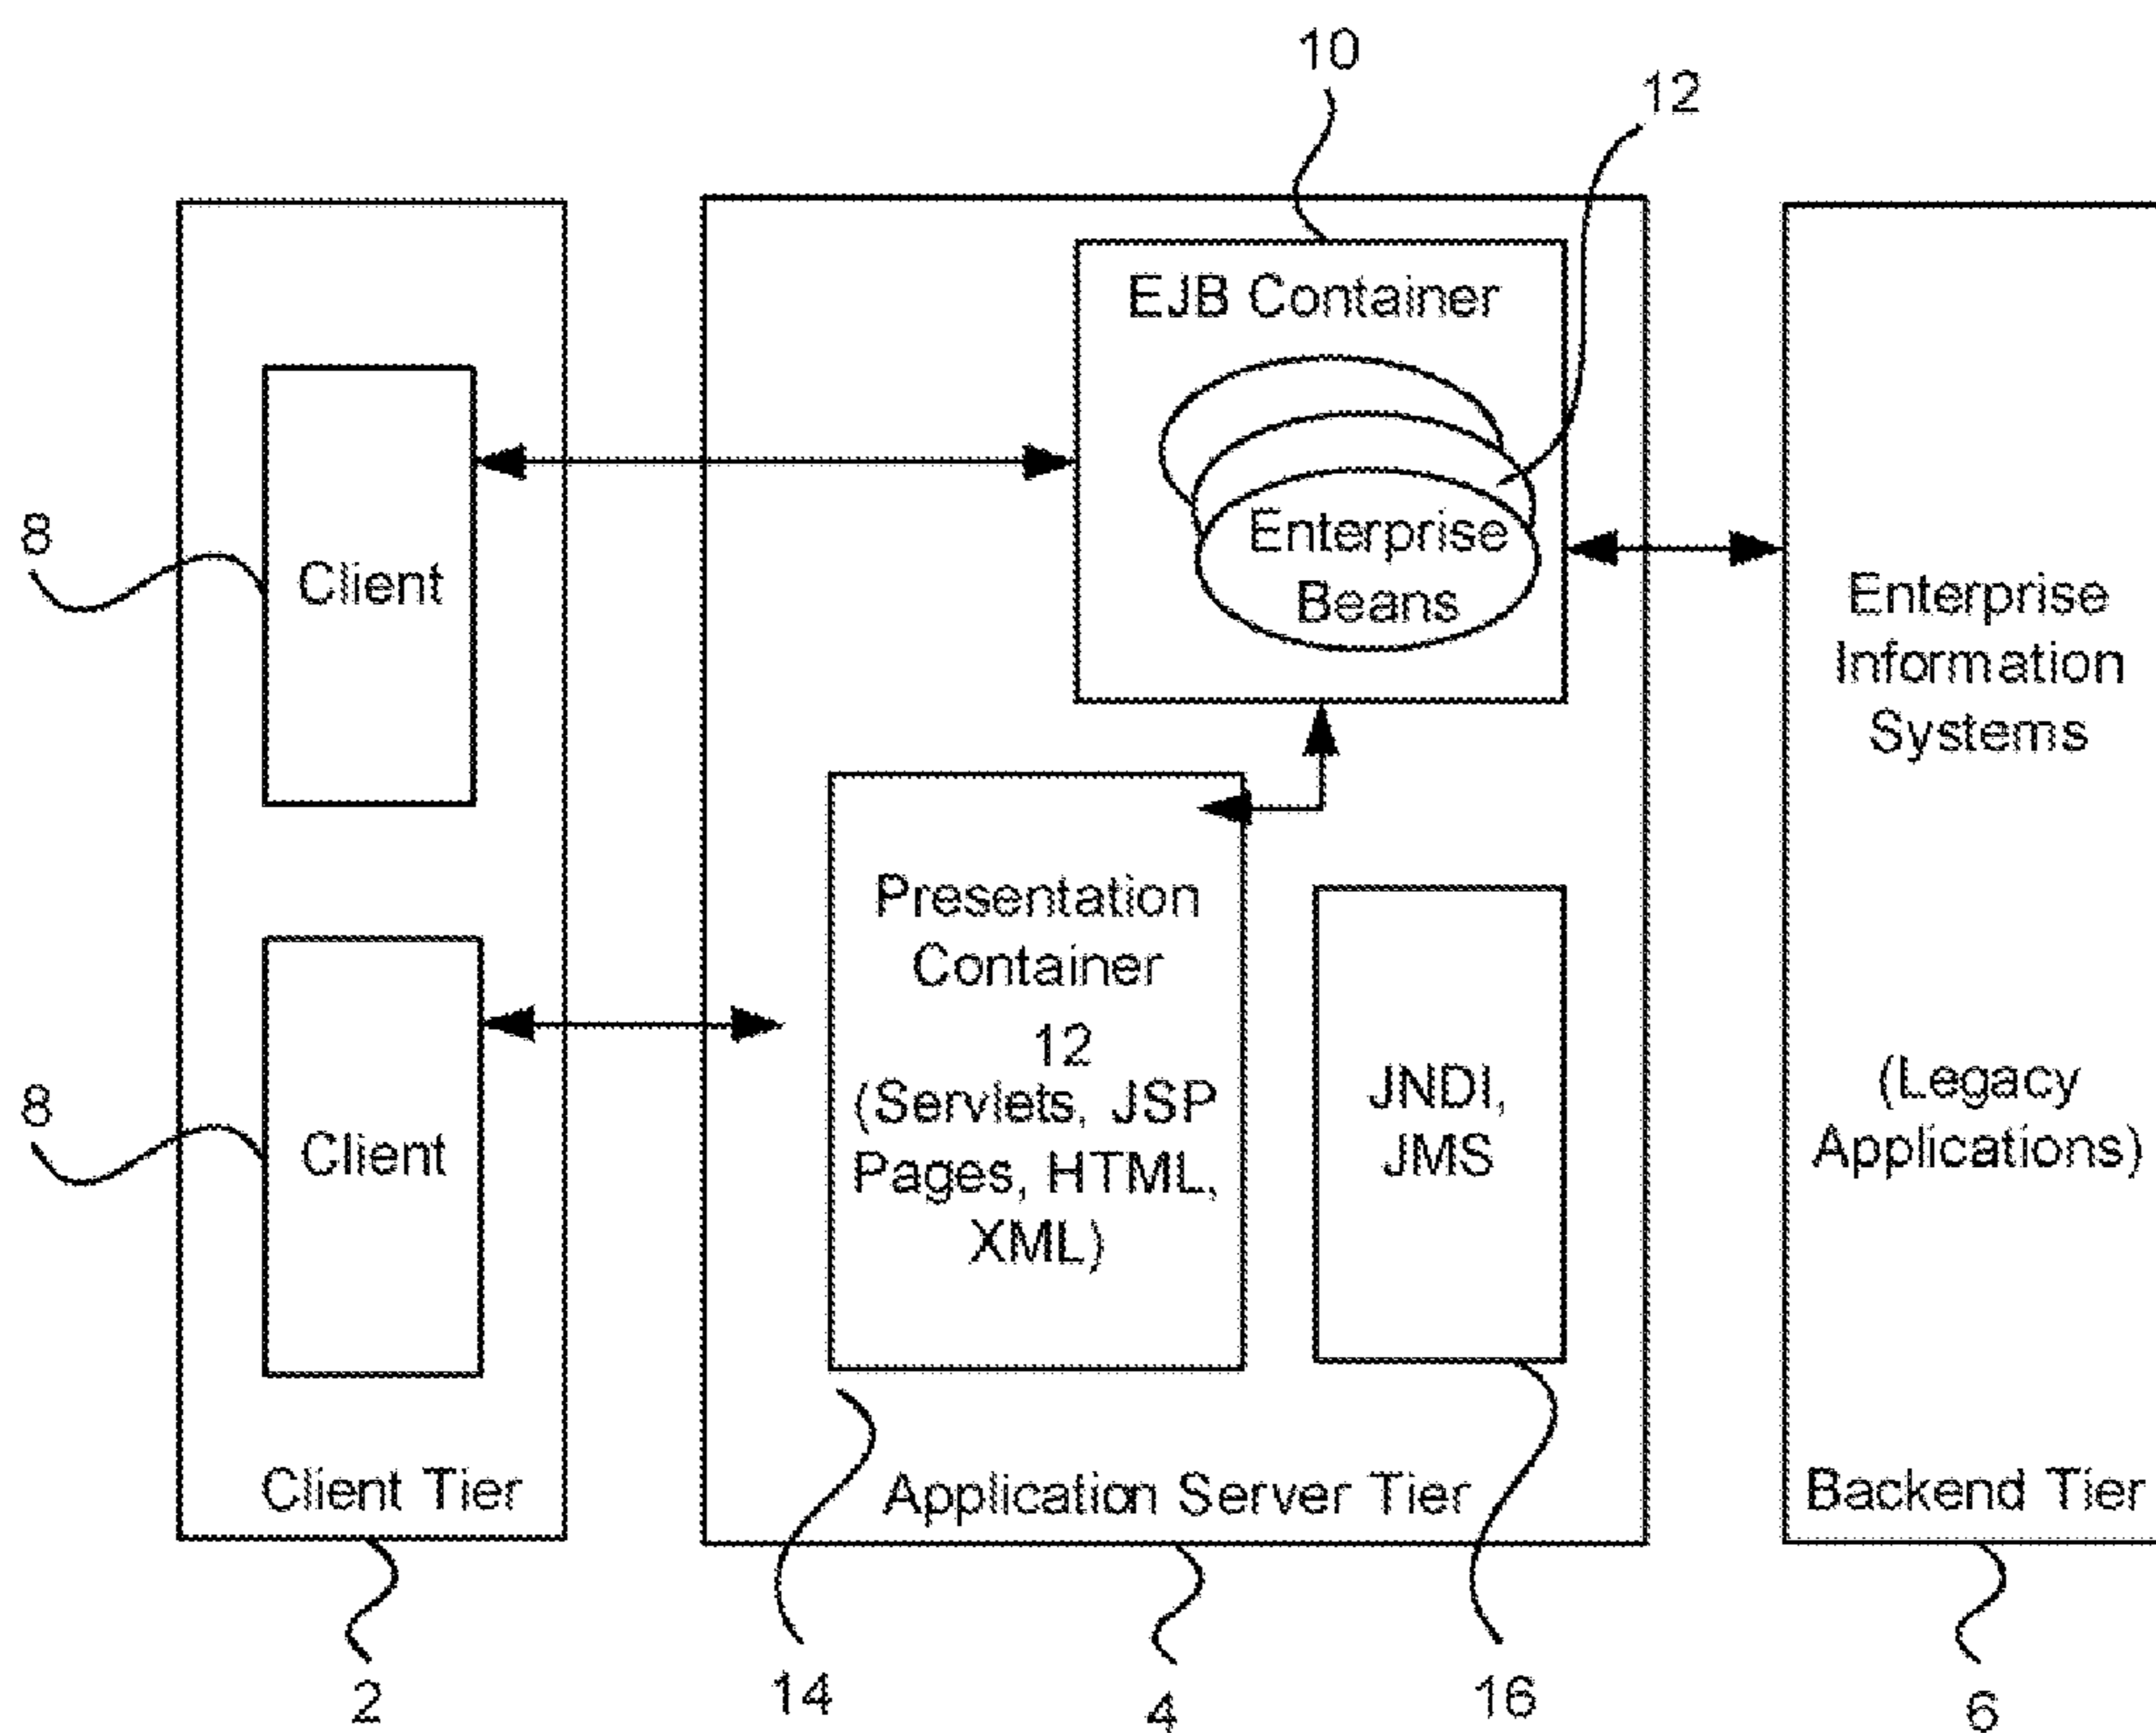 10
12
EJB Container
Enterprise
Beans
8
Client
Enterprise
Information
Systems
Presentation
Container
12
(Servlets, JSP
Pages, HTML,
XML)
JNDI,
JMS
(Legacy
Applications)
8
Client
Client Tier
Application Server Tier
Backend Tier
2
14
4
16
6